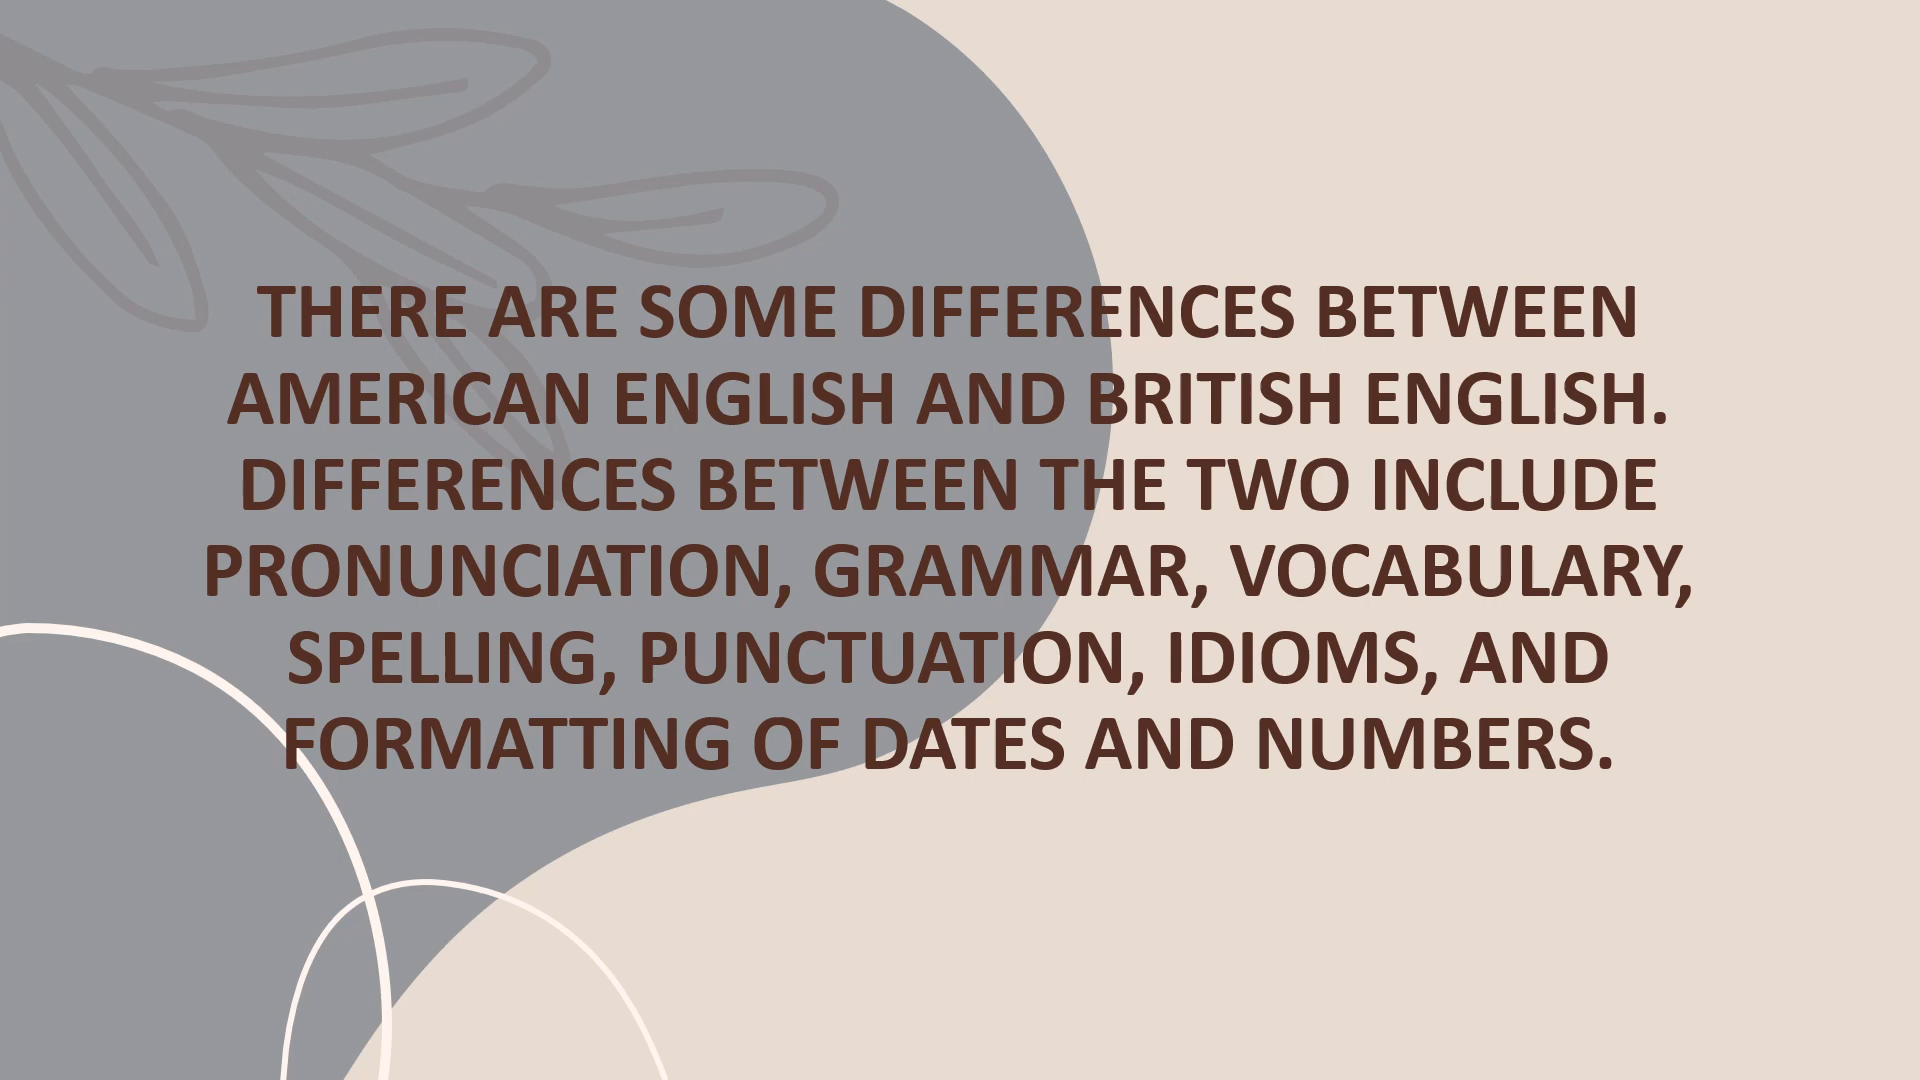 THERE ARE SOME DIFFERENCES BETWEEN
AMERICAN ENGLISH AND BRITISH ENGLISH.
DIFFERENCES BETWEEN THE TWO INCLUDE
PRONUNCIATION, GRAMMAR, VOCABULARY,
SPELLING, PUNCTUATION, IDIOMS, AND
FORMATTING OF DATES AND NUMBERS.